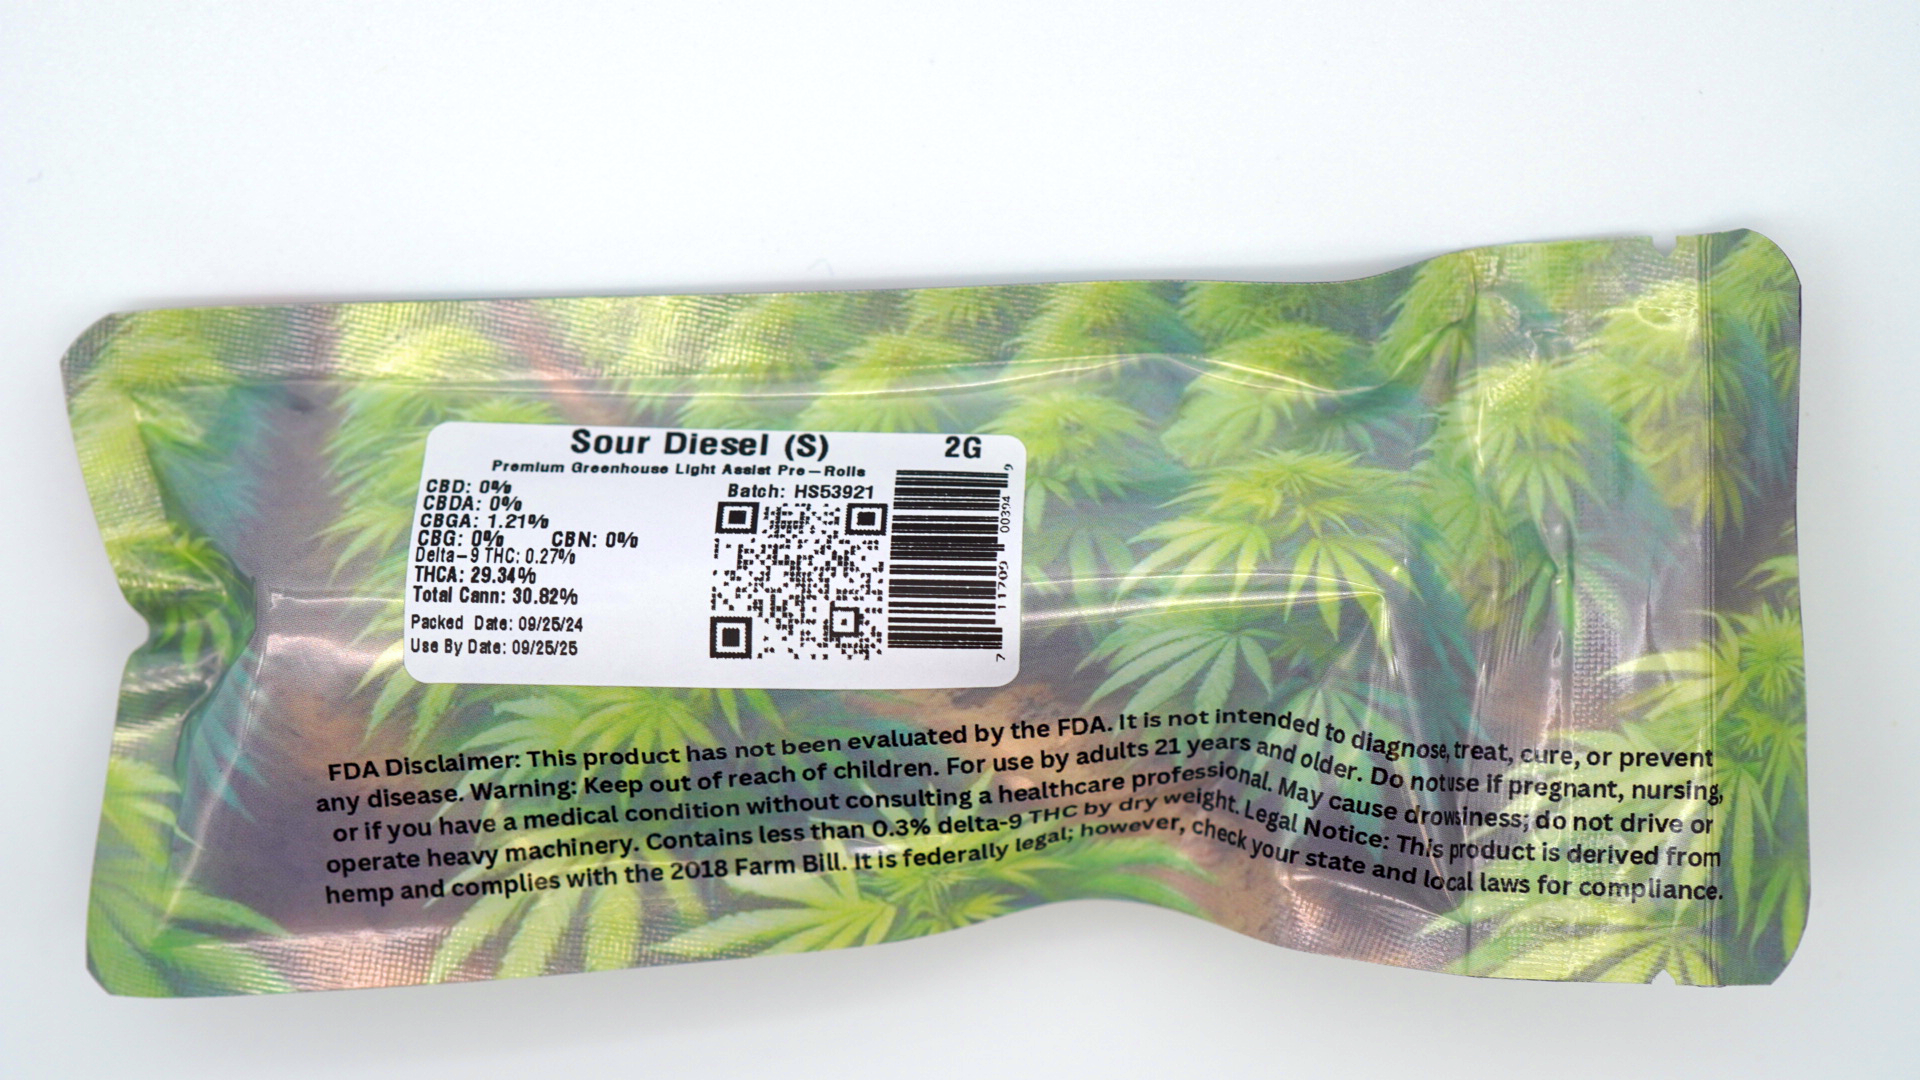 Sour Diesel (S) 2G
Premium Greenhouse Light Assist Pre-Rolls
CBD: 0%
CBDA: 0%
CBGA: 1.21%
CBG: 0% CBN: 0%
Delta-9 THC: 0.27%
THCA: 29.34%
Total Cann: 30.82%
Packed Date: 09/25/24
Use By Date: 09/25/25
Batch: HS53921
7 11709 00394 9
FDA Disclaimer: This product has not been evaluated by the FDA. It is not intended to diagnose, treat, cure, or prevent
any disease. Warning: Keep out of reach of children. For use by adults 21 years and older. Do not use if pregnant, nursing,
or if you have a medical condition without consulting a healthcare professional. May cause drowsiness; do not drive or
operate heavy machinery. Contains less than 0.3% delta-9 THC by dry weight. Legal Notice: This product is derived from
hemp and complies with the 2018 Farm Bill. It is federally legal; however, check your state and local laws for compliance.